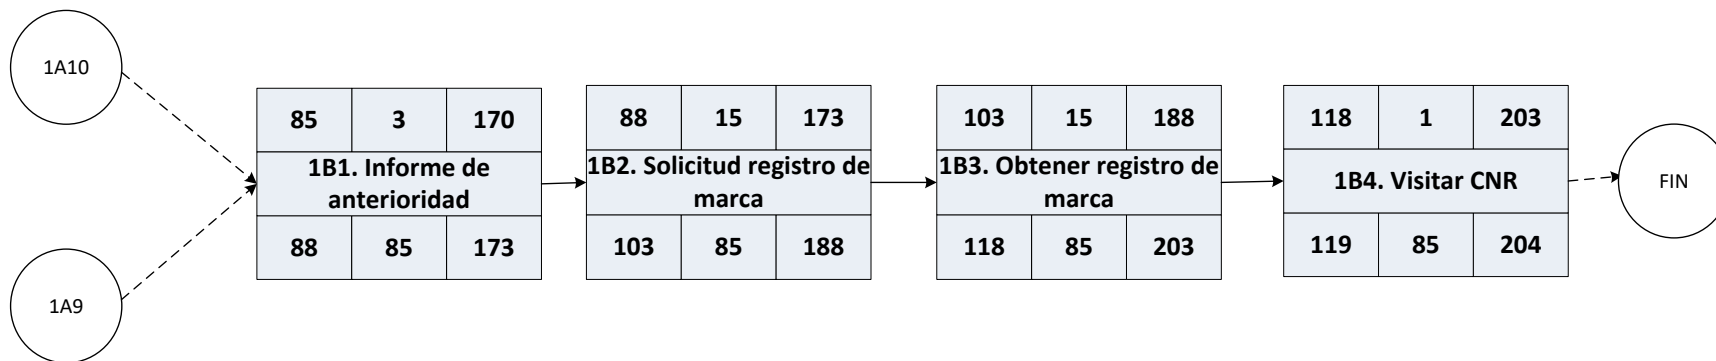 1A10
85 3 170
1B1. Informe de
anterioridad
88 85 173
88 15 173
1B2. Solicitud registro de
marca
103 85 188
103 15 188
1B3. Obtener registro de
marca
118 85 203
118 1 203
1B4. Visitar CNR
119 85 204
FIN
1A9